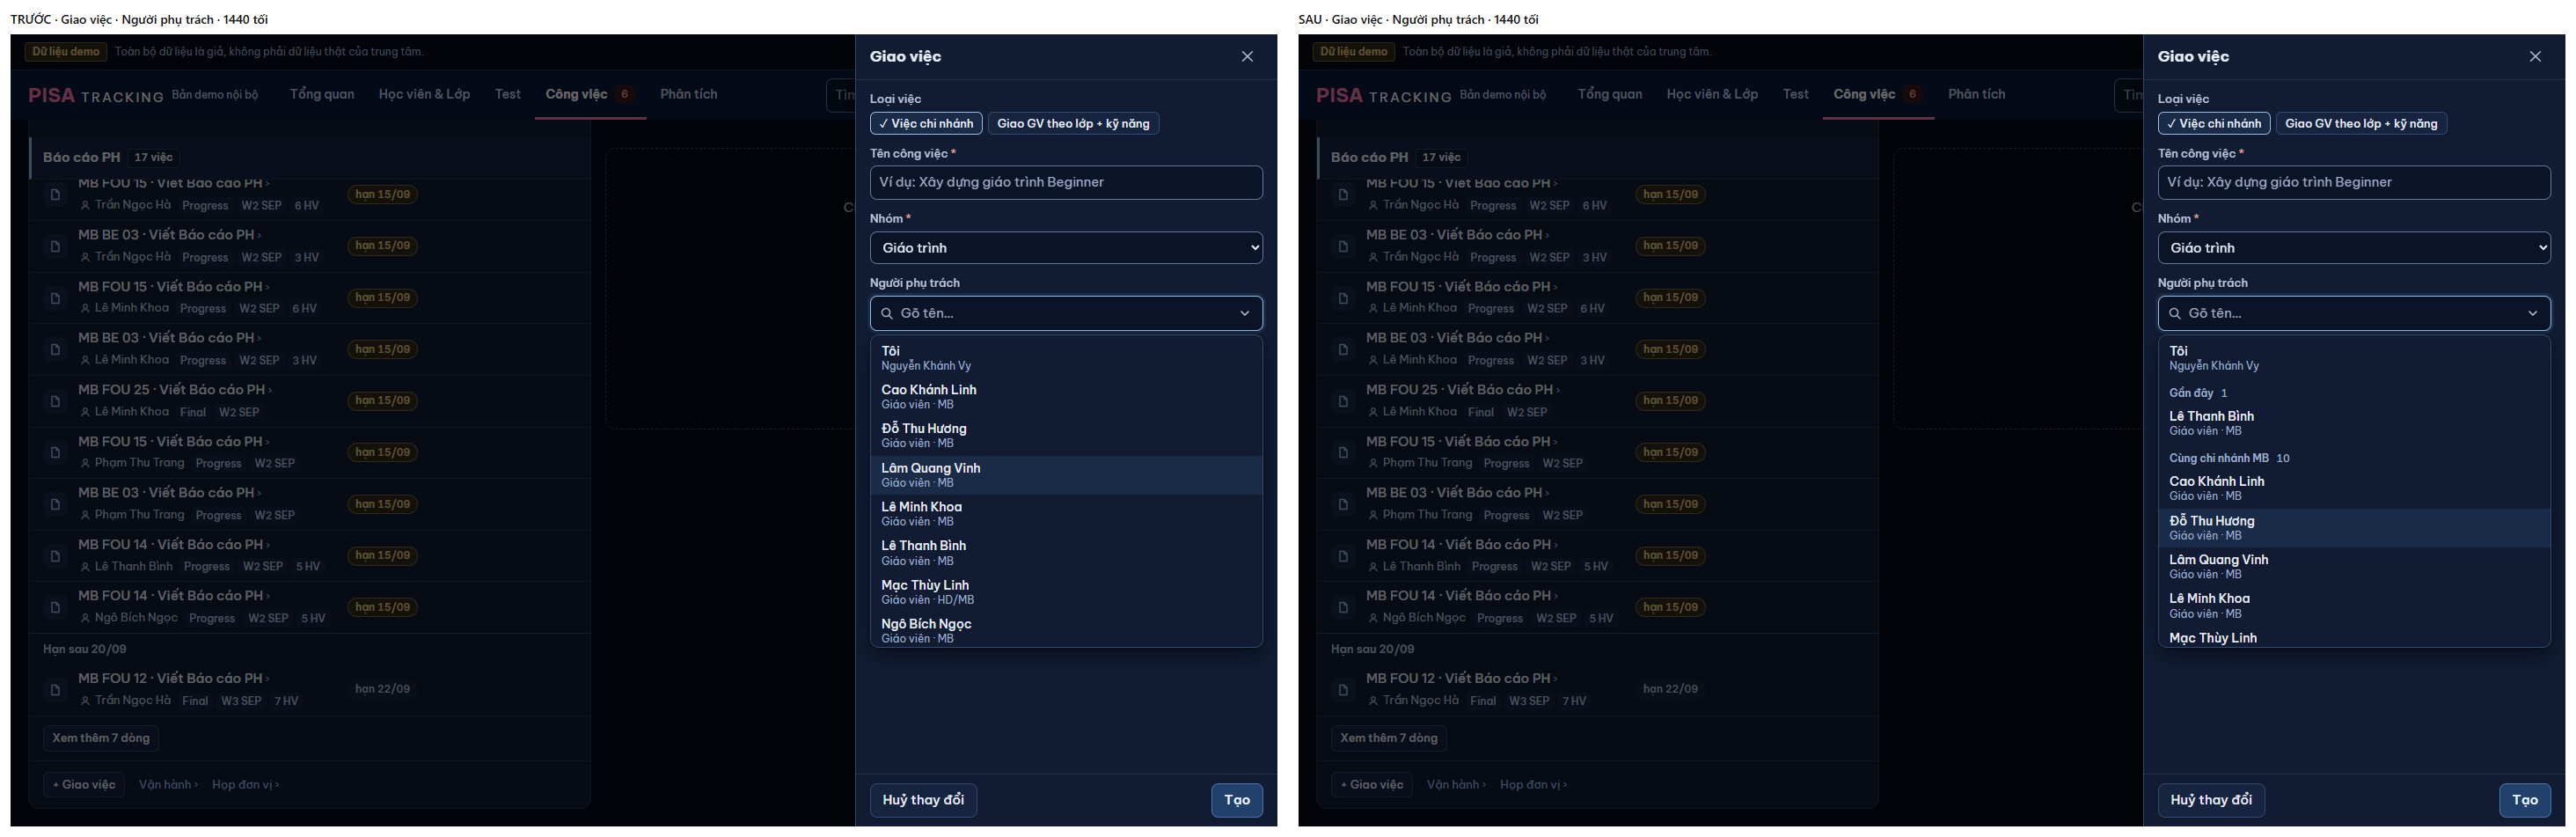 TRƯỚC · Giao việc · Người phụ trách · 1440 tối
Dữ liệu demo Toàn bộ dữ liệu là giả, không phải dữ liệu thật của trung tâm.
PISA TRACKING Bản demo nội bộ Tổng quan Học viên & Lớp Test Công việc 6 Phân tích
Báo cáo PH 17 việc
MB FOU 15 · Viết Báo cáo PH ›
Trần Ngọc Hà Progress W2 SEP 6 HV
hạn 15/09
MB BE 03 · Viết Báo cáo PH ›
Trần Ngọc Hà Progress W2 SEP 3 HV
hạn 15/09
MB FOU 15 · Viết Báo cáo PH ›
Lê Minh Khoa Progress W2 SEP 6 HV
hạn 15/09
MB BE 03 · Viết Báo cáo PH ›
Lê Minh Khoa Progress W2 SEP 3 HV
hạn 15/09
MB FOU 25 · Viết Báo cáo PH ›
Lê Minh Khoa Final W2 SEP
hạn 15/09
MB FOU 15 · Viết Báo cáo PH ›
Phạm Thu Trang Progress W2 SEP
hạn 15/09
MB BE 03 · Viết Báo cáo PH ›
Phạm Thu Trang Progress W2 SEP
hạn 15/09
MB FOU 14 · Viết Báo cáo PH ›
Lê Thanh Bình Progress W2 SEP 5 HV
hạn 15/09
MB FOU 14 · Viết Báo cáo PH ›
Ngô Bích Ngọc Progress W2 SEP 5 HV
hạn 15/09
Hạn sau 20/09
MB FOU 12 · Viết Báo cáo PH ›
Trần Ngọc Hà Final W3 SEP 7 HV
hạn 22/09
Xem thêm 7 dòng
+ Giao việc Vận hành › Họp đơn vị ›
Giao việc
Loại việc
✓ Việc chi nhánh Giao GV theo lớp + kỹ năng
Tên công việc *
Ví dụ: Xây dựng giáo trình Beginner
Nhóm *
Giáo trình
Người phụ trách
Gõ tên...
Tôi
Nguyễn Khánh Vy
Cao Khánh Linh
Giáo viên · MB
Đỗ Thu Hương
Giáo viên · MB
Lâm Quang Vinh
Giáo viên · MB
Lê Minh Khoa
Giáo viên · MB
Lê Thanh Bình
Giáo viên · MB
Mạc Thùy Linh
Giáo viên · HD/MB
Ngô Bích Ngọc
Giáo viên · MB
Huỷ thay đổi Tạo
SAU · Giao việc · Người phụ trách · 1440 tối
Dữ liệu demo Toàn bộ dữ liệu là giả, không phải dữ liệu thật của trung tâm.
PISA TRACKING Bản demo nội bộ Tổng quan Học viên & Lớp Test Công việc 6 Phân tích
Báo cáo PH 17 việc
MB FOU 15 · Viết Báo cáo PH ›
Trần Ngọc Hà Progress W2 SEP 6 HV
hạn 15/09
MB BE 03 · Viết Báo cáo PH ›
Trần Ngọc Hà Progress W2 SEP 3 HV
hạn 15/09
MB FOU 15 · Viết Báo cáo PH ›
Lê Minh Khoa Progress W2 SEP 6 HV
hạn 15/09
MB BE 03 · Viết Báo cáo PH ›
Lê Minh Khoa Progress W2 SEP 3 HV
hạn 15/09
MB FOU 25 · Viết Báo cáo PH ›
Lê Minh Khoa Final W2 SEP
hạn 15/09
MB FOU 15 · Viết Báo cáo PH ›
Phạm Thu Trang Progress W2 SEP
hạn 15/09
MB BE 03 · Viết Báo cáo PH ›
Phạm Thu Trang Progress W2 SEP
hạn 15/09
MB FOU 14 · Viết Báo cáo PH ›
Lê Thanh Bình Progress W2 SEP 5 HV
hạn 15/09
MB FOU 14 · Viết Báo cáo PH ›
Ngô Bích Ngọc Progress W2 SEP 5 HV
hạn 15/09
Hạn sau 20/09
MB FOU 12 · Viết Báo cáo PH ›
Trần Ngọc Hà Final W3 SEP 7 HV
hạn 22/09
Xem thêm 7 dòng
+ Giao việc Vận hành › Họp đơn vị ›
Giao việc
Loại việc
✓ Việc chi nhánh Giao GV theo lớp + kỹ năng
Tên công việc *
Ví dụ: Xây dựng giáo trình Beginner
Nhóm *
Giáo trình
Người phụ trách
Gõ tên...
Tôi
Nguyễn Khánh Vy
Gần đây 1
Lê Thanh Bình
Giáo viên · MB
Cùng chi nhánh MB 10
Cao Khánh Linh
Giáo viên · MB
Đỗ Thu Hương
Giáo viên · MB
Lâm Quang Vinh
Giáo viên · MB
Lê Minh Khoa
Giáo viên · MB
Mạc Thùy Linh
Huỷ thay đổi Tạo